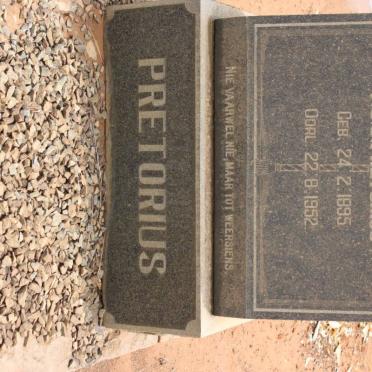 GEB. 24.2.1895
OORL. 22.8.1952
NIE VAARWEL NIE, MAAR TOT WEERSIENS.
PRETORIUS